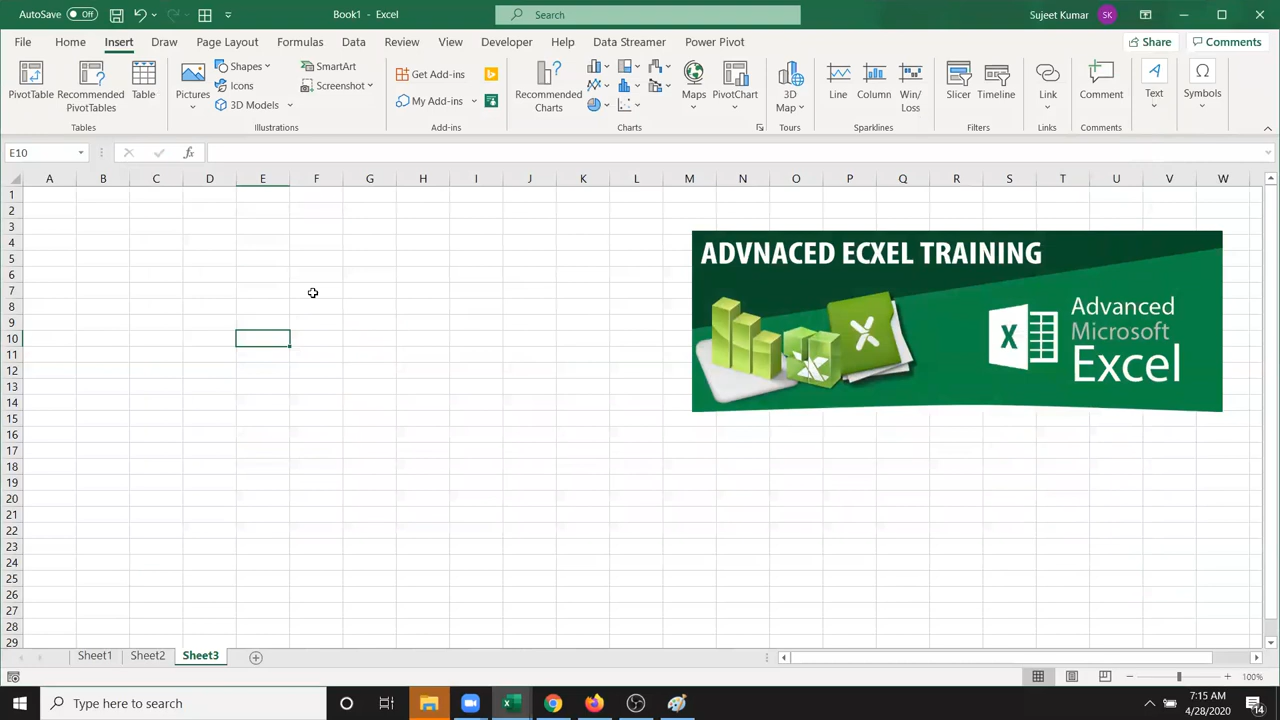 AutoSave Off Book1 - Excel Search Sujeet Kumar SK
File Home Insert Draw Page Layout Formulas Data Review View Developer Help Data Streamer Power Pivot Share Comments
PivotTable Recommended PivotTables Table Pictures Shapes Icons 3D Models SmartArt Screenshot Get Add-ins My Add-ins Recommended Charts Maps PivotChart 3D Map Line Column Win/Loss Slicer Timeline Link Comment Text Symbols
Tables Illustrations Add-ins Charts Tours Sparklines Filters Links Comments
E10 fx
A B C D E F G H I J K L M N O P Q R S T U V W
1
2
3
4
5
6
7
8
9
10
11
12
13
14
15
16
17
18
19
20
21
22
23
24
25
26
27
28
29
ADVNACED ECXEL TRAINING
Advanced
Microsoft
Excel
X
X
Sheet1 Sheet2 Sheet3
100%
Type here to search
7:15 AM
4/28/2020
14